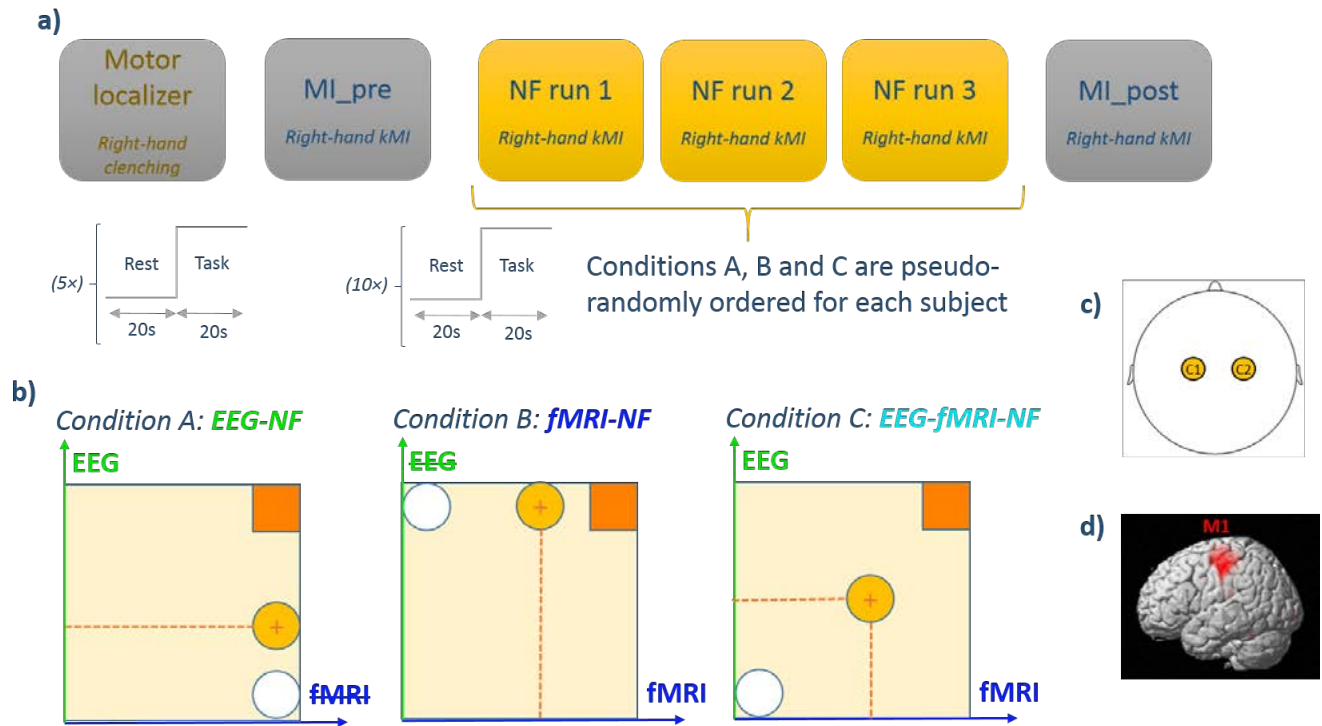 a)
Motor
localizer
Right-hand
clenching
MI_pre
Right-hand kMI
NF run 1
Right-hand kMI
NF run 2
Right-hand kMI
NF run 3
Right-hand kMI
MI_post
Right-hand kMI
(5×)
Rest
Task
20s
20s
(10×)
Rest
Task
20s
20s
Conditions A, B and C are pseudo-
randomly ordered for each subject
c)
C1
C2
b)
Condition A: EEG-NF
EEG
fMRI
Condition B: fMRI-NF
EEG
fMRI
Condition C: EEG-fMRI-NF
EEG
fMRI
d)
M1